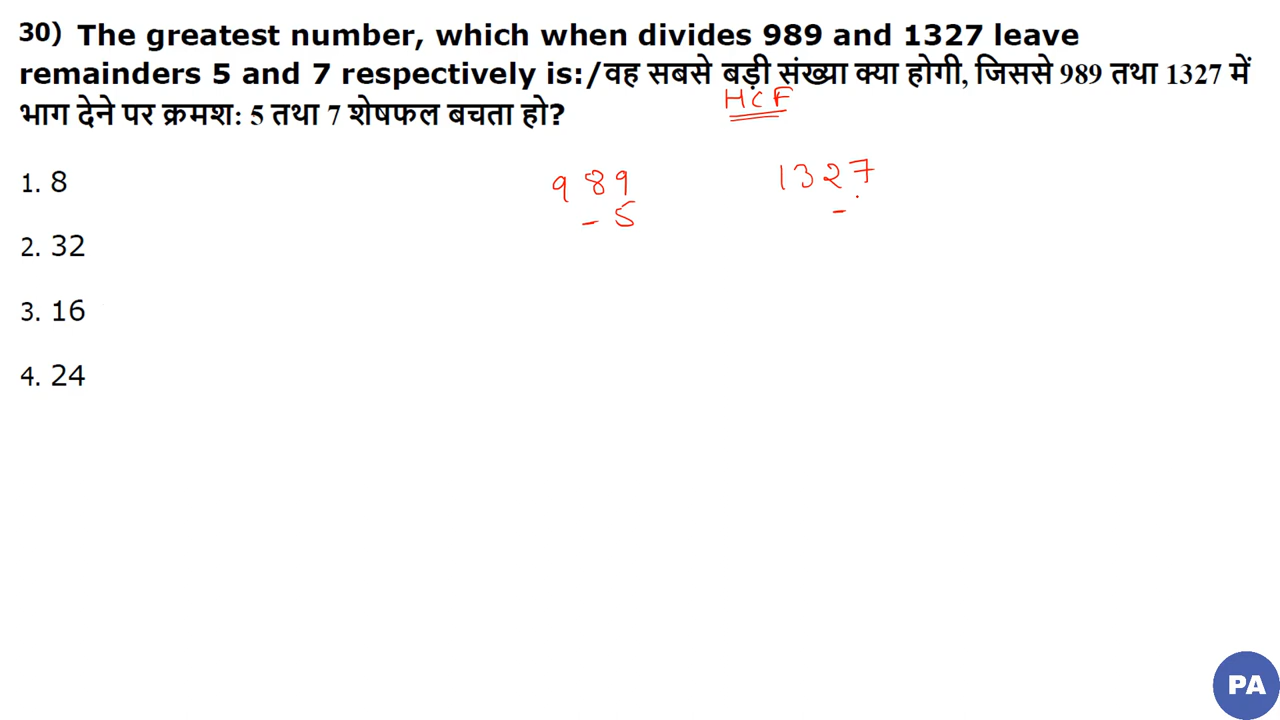 30) The greatest number, which when divides 989 and 1327 leave
remainders 5 and 7 respectively is:/वह सबसे बड़ी संख्या क्या होगी, जिससे 989 तथा 1327 में
भाग देने पर क्रमश: 5 तथा 7 शेषफल बचता हो?
HCF
1. 8
989
1327
- 5
-
2. 32
3. 16
4. 24
PA